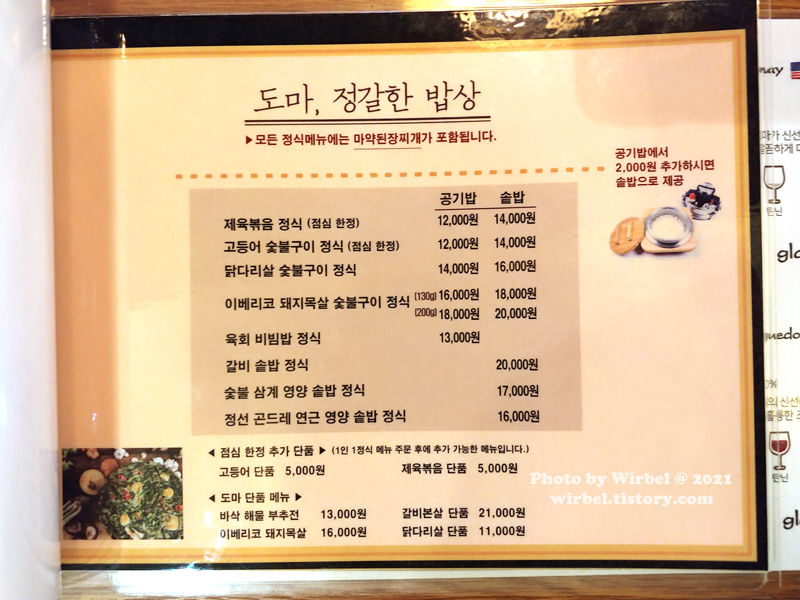 도마, 정갈한 밥상
▶모든 정식메뉴에는 마약된장찌개가 포함됩니다.
공기밥에서
2,000원 추가하시면
솥밥으로 제공
공기밥 솥밥
제육볶음 정식 (점심 한정) 12,000원 14,000원
고등어 숯불구이 정식 (점심 한정) 12,000원 14,000원
닭다리살 숯불구이 정식 14,000원 16,000원
이베리코 돼지목살 숯불구이 정식 (130g) 16,000원 18,000원
(200g) 18,000원 20,000원
육회 비빔밥 정식 13,000원
갈비 솥밥 정식 20,000원
숯불 삼계 영양 솥밥 정식 17,000원
정선 곤드레 연근 영양 솥밥 정식 16,000원
◀ 점심 한정 추가 단품 ▶ (1인 1정식 메뉴 주문 후에 추가 가능한 메뉴입니다.)
고등어 단품 5,000원 제육볶음 단품 5,000원
◀ 도마 단품 메뉴 ▶
바삭 해물 부추전 13,000원 갈비본살 단품 21,000원
이베리코 돼지목살 16,000원 닭다리살 단품 11,000원
Photo by Wirbel @ 2021
wirbel.tistory.com
탄닌
탄닌